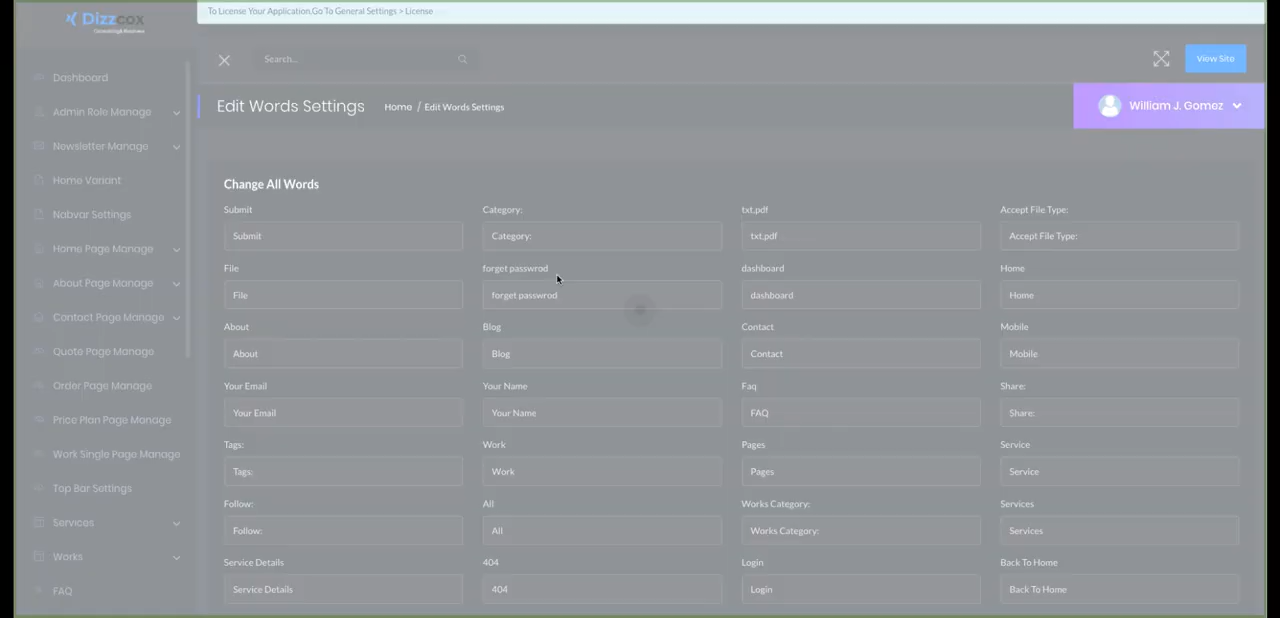 To License Your Application,Go To General Settings > License
Dizzcox
Search...
View Site
Edit Words Settings
Home / Edit Words Settings
William J. Gomez
Dashboard
Admin Role Manage
Newsletter Manage
Home Variant
Nabvar Settings
Home Page Manage
About Page Manage
Contact Page Manage
Quote Page Manage
Order Page Manage
Price Plan Page Manage
Work Single Page Manage
Top Bar Settings
Services
Works
FAQ
Change All Words
Submit Category: txt,pdf Accept File Type:
Submit Category: txt,pdf Accept File Type:
File forget passwrod dashboard Home
File forget passwrod dashboard Home
About Blog Contact Mobile
About Blog Contact Mobile
Your Email Your Name Faq Share:
Your Email Your Name FAQ Share:
Tags: Work Pages Service
Tags: Work Pages Service
Follow: All Works Category: Services
Follow: All Works Category: Services
Service Details 404 Login Back To Home
Service Details 404 Login Back To Home